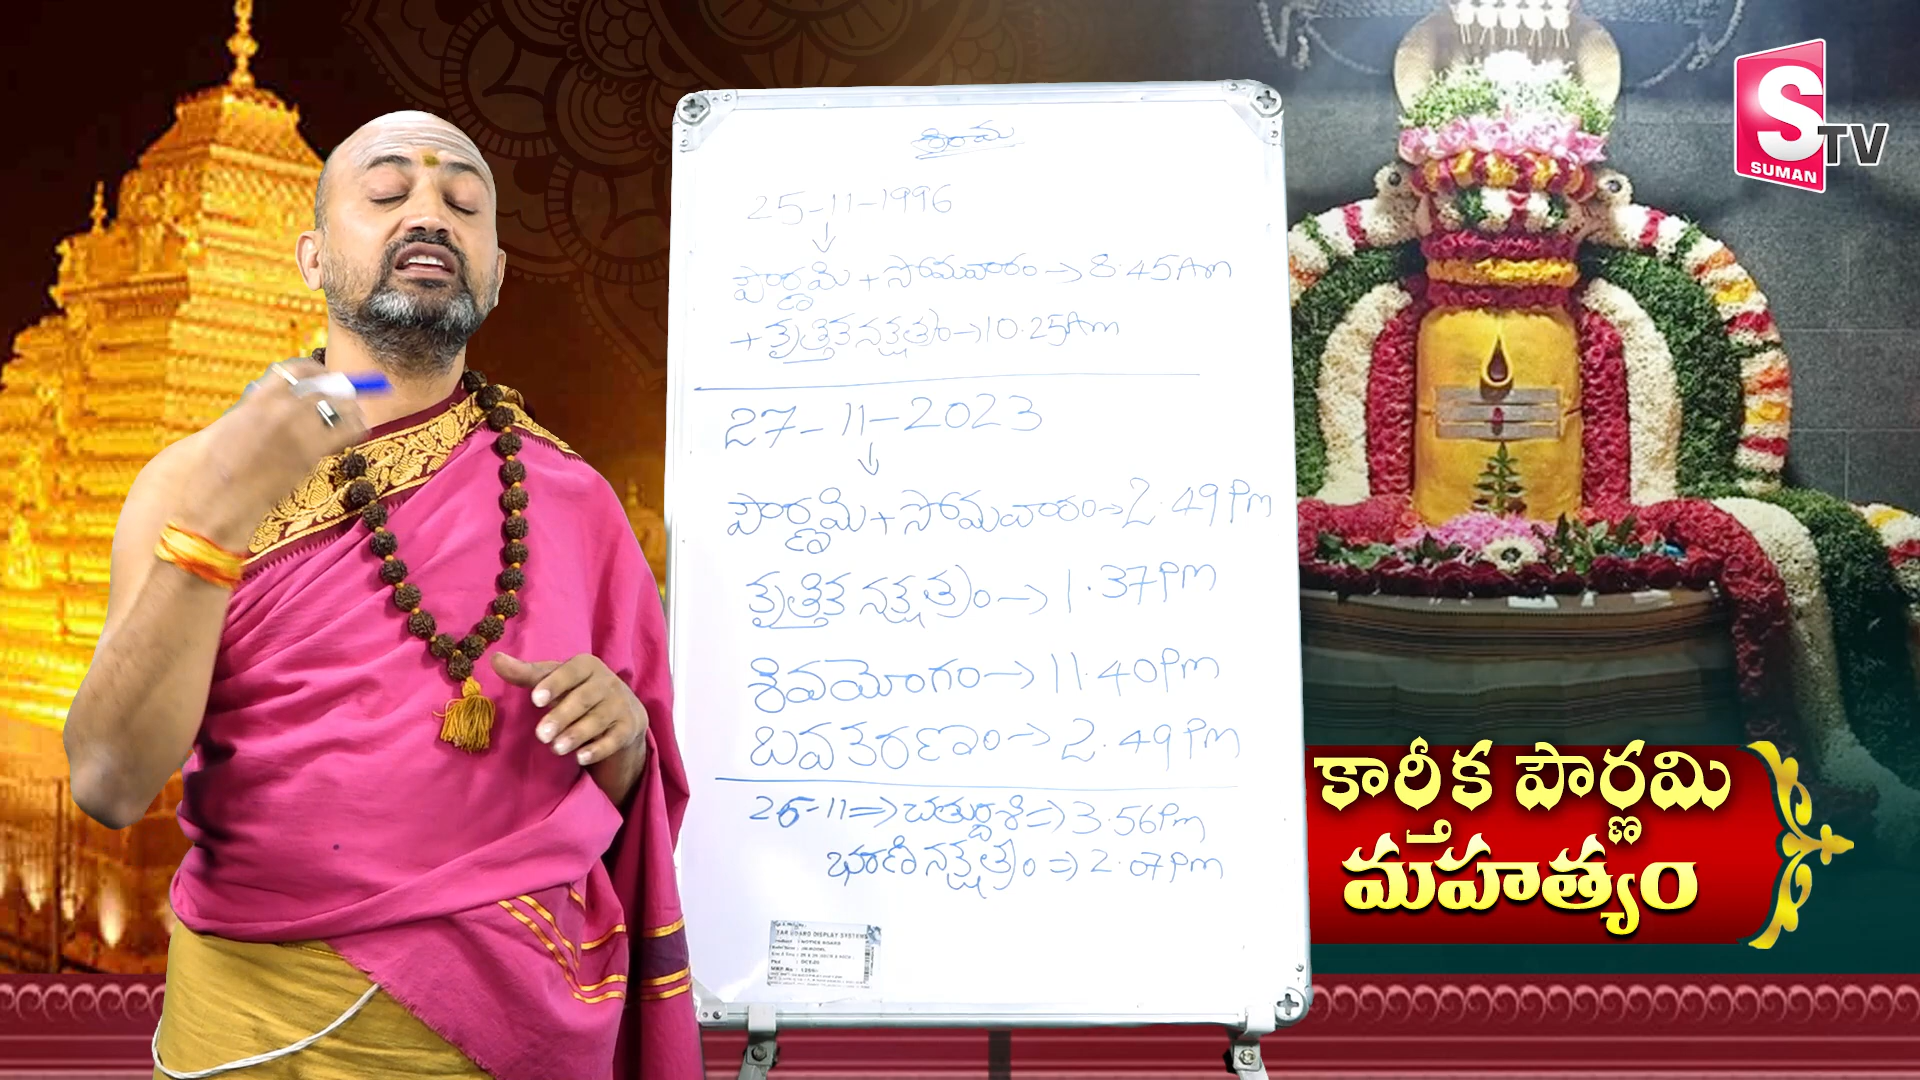 శ్రీరామ
25-11-1996
↓
పౌర్ణమి + సోమవారం → 8.45Am
+ కృత్తికనక్షత్రం → 10.25Am
27-11-2023
↓
పౌర్ణమి + సోమవారం → 2.49Pm
కృత్తిక నక్షత్రం → 1.37Pm
శివయోగం → 11.40Pm
బవ కరణం → 2.49Pm
26-11 ⇒ చతుర్దశి ⇒ 3.56Pm
భరణి నక్షత్రం ⇒ 2.07Pm
S TV
SUMAN
కార్తీక పౌర్ణమి
మహత్యం